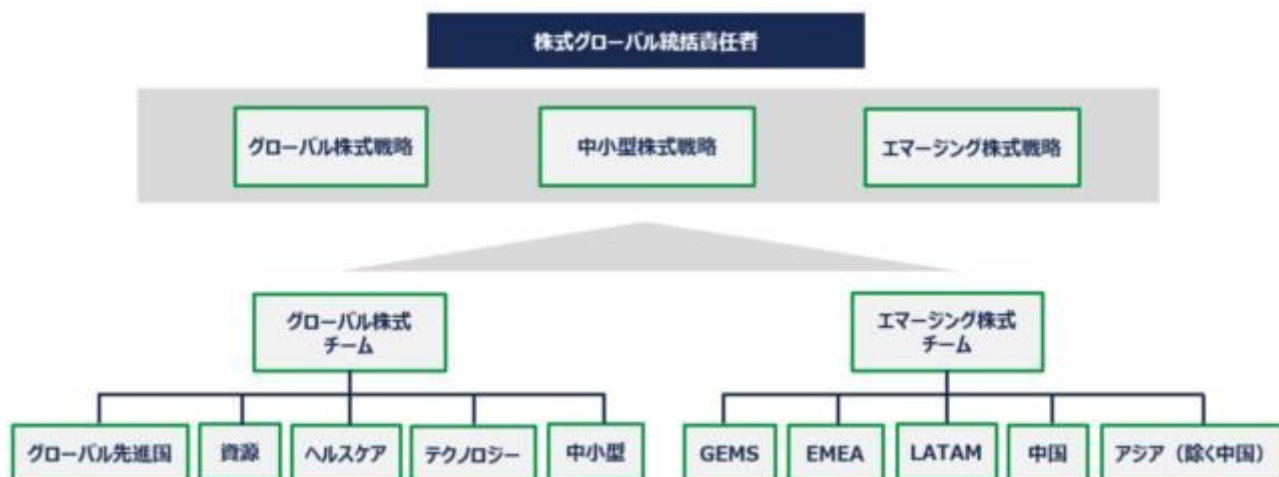 株式グローバル統括責任者
グローバル株式戦略
中小型株式戦略
エマージング株式戦略
グローバル株式
チーム
エマージング株式
チーム
グローバル先進国
資源
ヘルスケア
テクノロジー
中小型
GEMS
EMEA
LATAM
中国
アジア（除く中国）